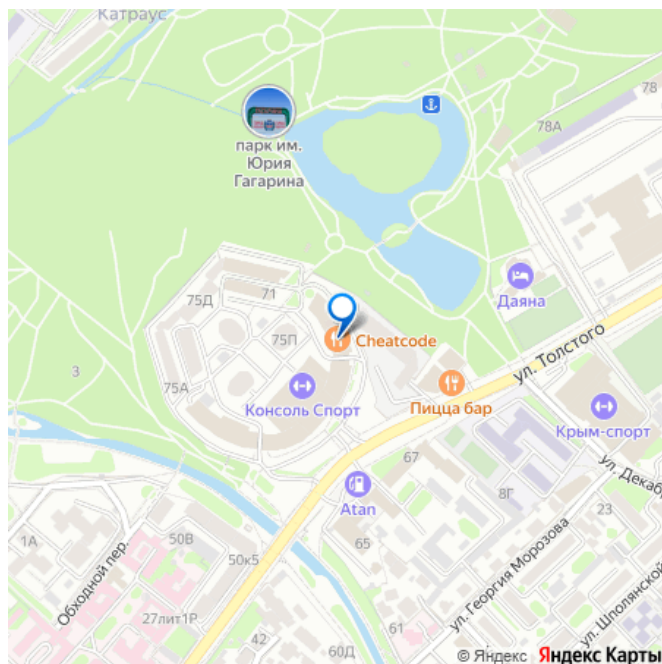 Катраус
78
78А
парк им.
Юрия
Гагарина
Даяна
75Д
71
75П
Cheatcode
ул. Толстого
3
75А
Консоль Спорт
Пицца бар
Крым-спорт
67
8Г
ул. Декабр
Atan
23
50В
1А
Обходной пер.
50к5
65
ул. Георгия Морозова
ул. Шполянской
27лит1Р
42
60Д
61
© Яндекс Яндекс Карты